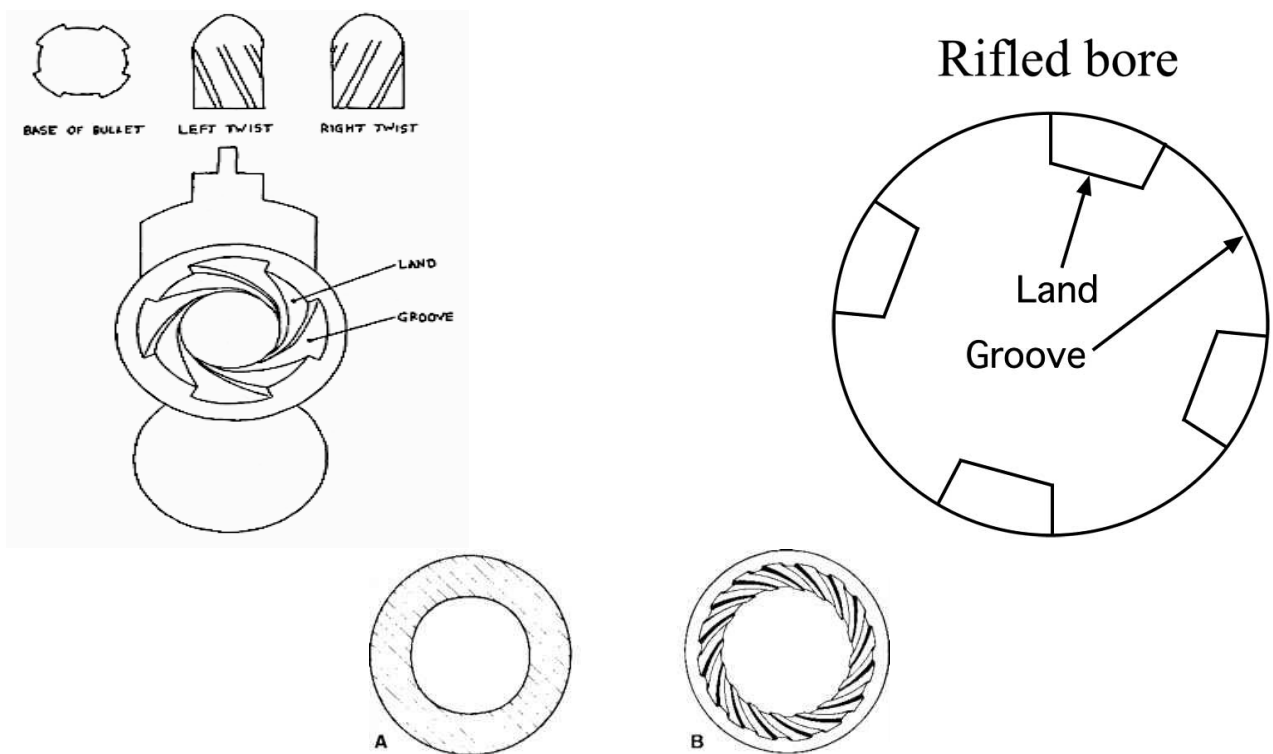 BASE OF BULLET
LEFT TWIST
RIGHT TWIST
LAND
GROOVE
Rifled bore
Land
Groove
A
B